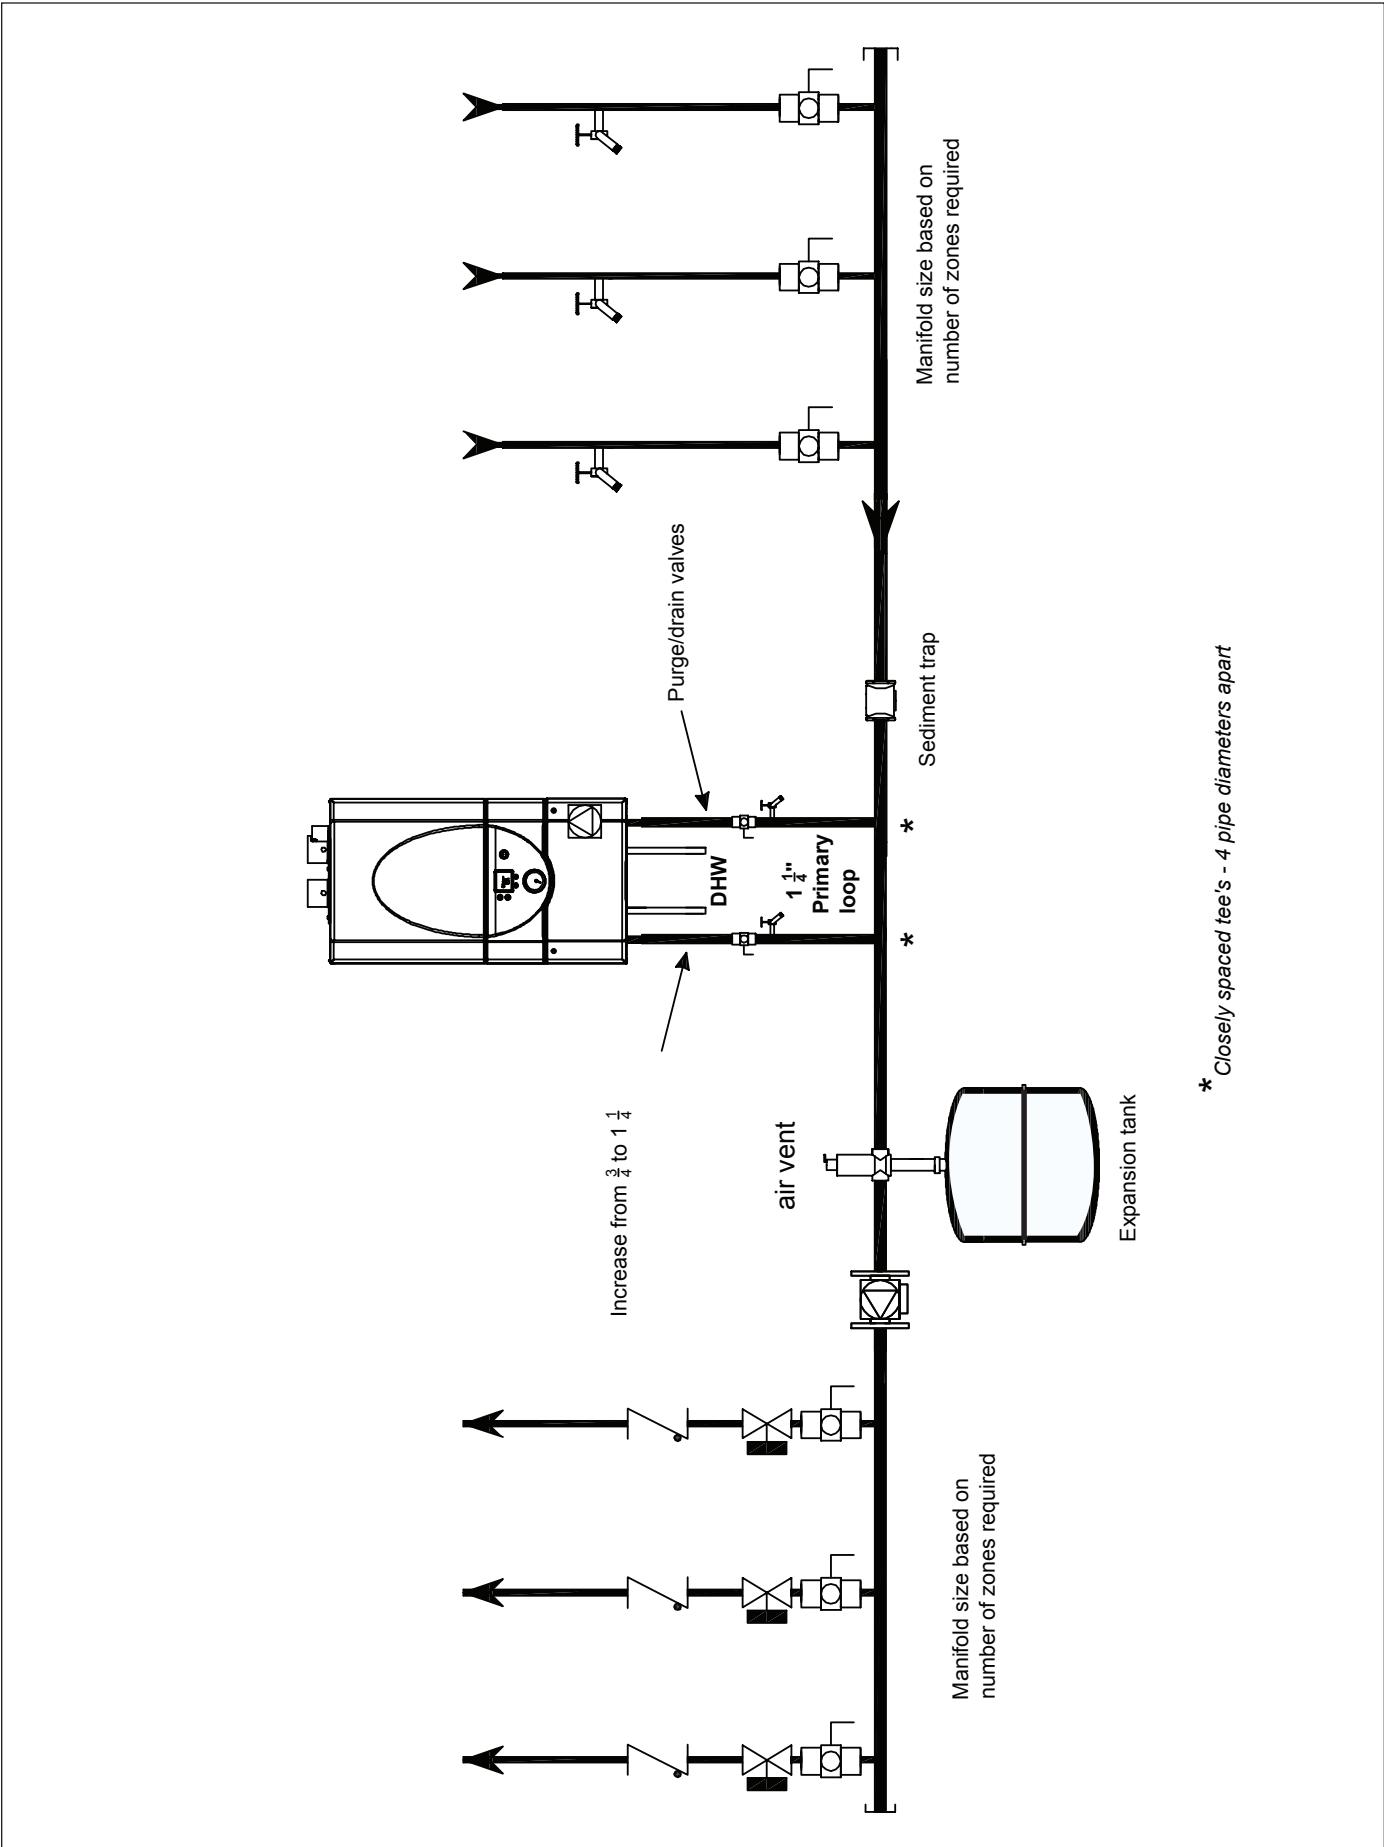 Increase from 3/4 to 1 1/4
Purge/drain valves
DHW
air vent
1 1/4"
Primary
loop
Manifold size based on
number of zones required
Sediment trap
Manifold size based on
number of zones required
Expansion tank
* *
* Closely spaced tee's - 4 pipe diameters apart